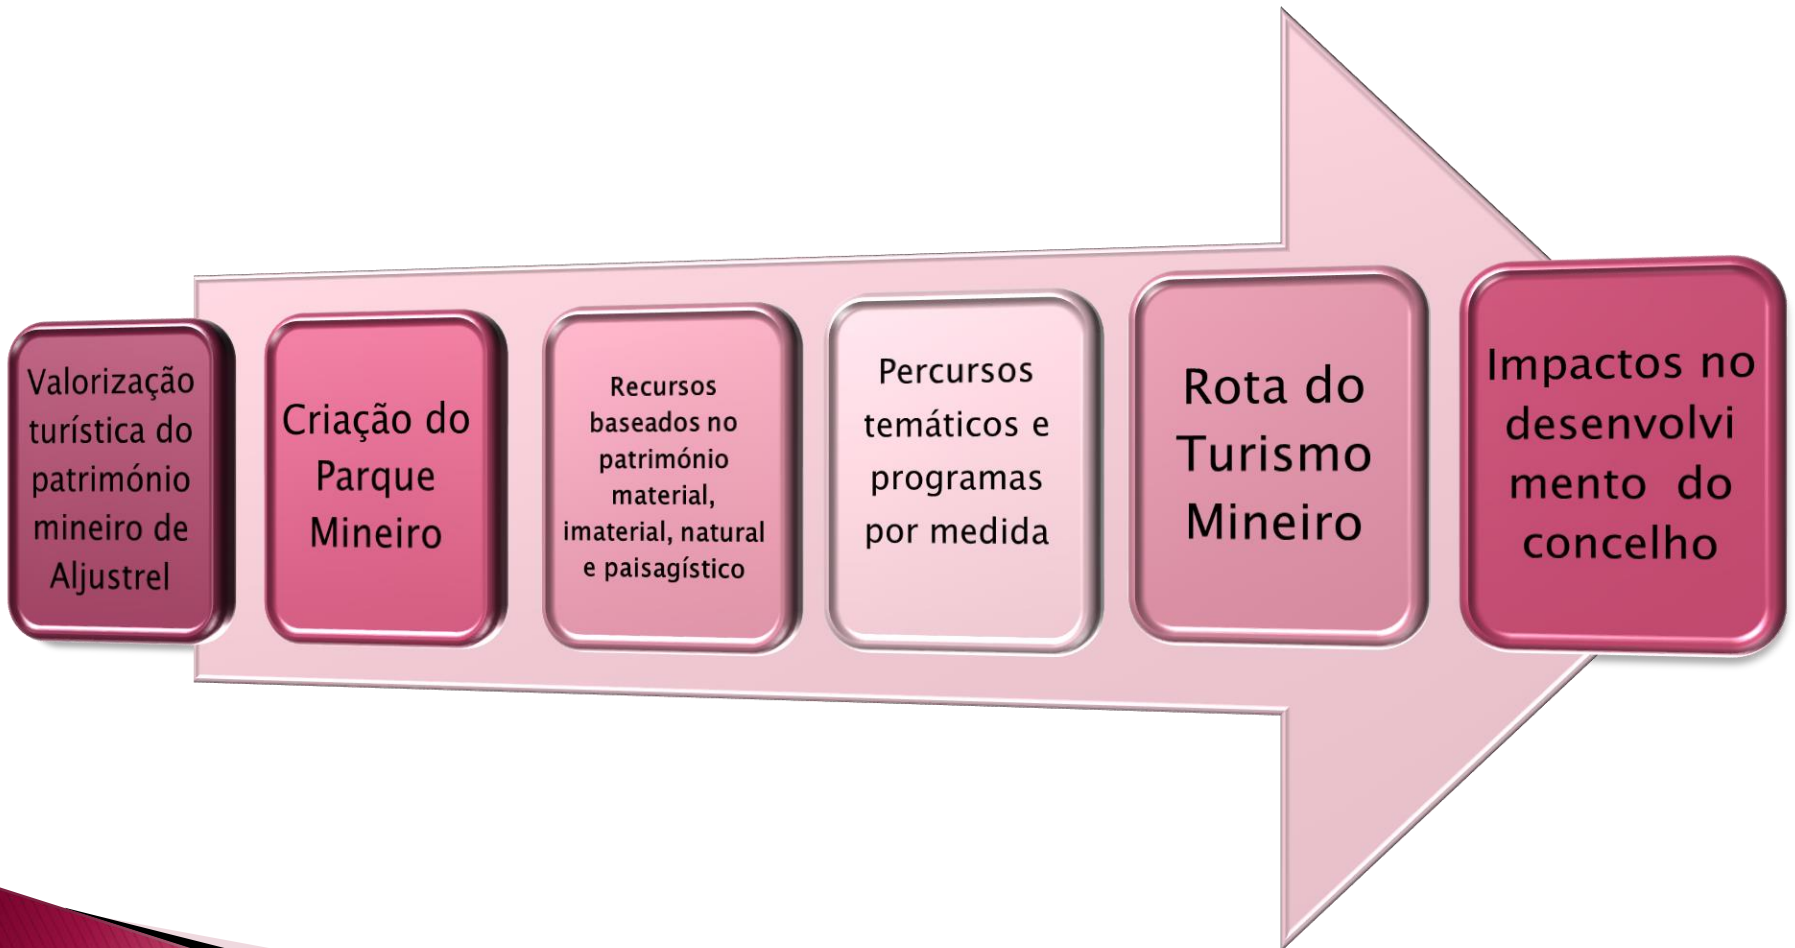 Valorização
turística do
património
mineiro de
Aljustrel
Criação do
Parque
Mineiro
Recursos
baseados no
património
material,
imaterial, natural
e paisagístico
Percursos
temáticos e
programas
por medida
Rota do
Turismo
Mineiro
Impactos no
desenvolvi
mento do
concelho